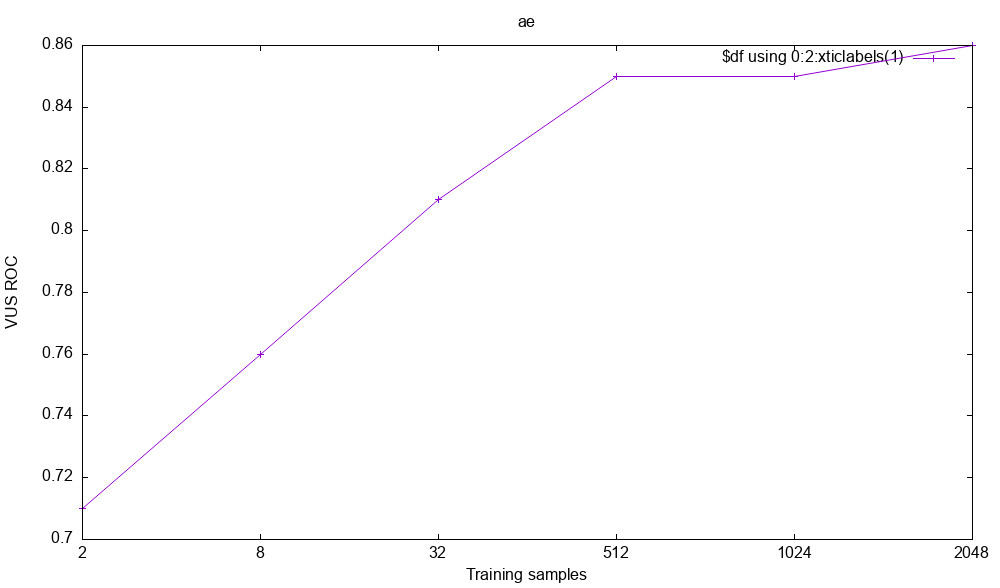 ae
$df using 0:2:xticlabels(1)
0.86
0.84
0.82
0.8
0.78
0.76
0.74
0.72
0.7
VUS ROC
2 8 32 512 1024 2048
Training samples